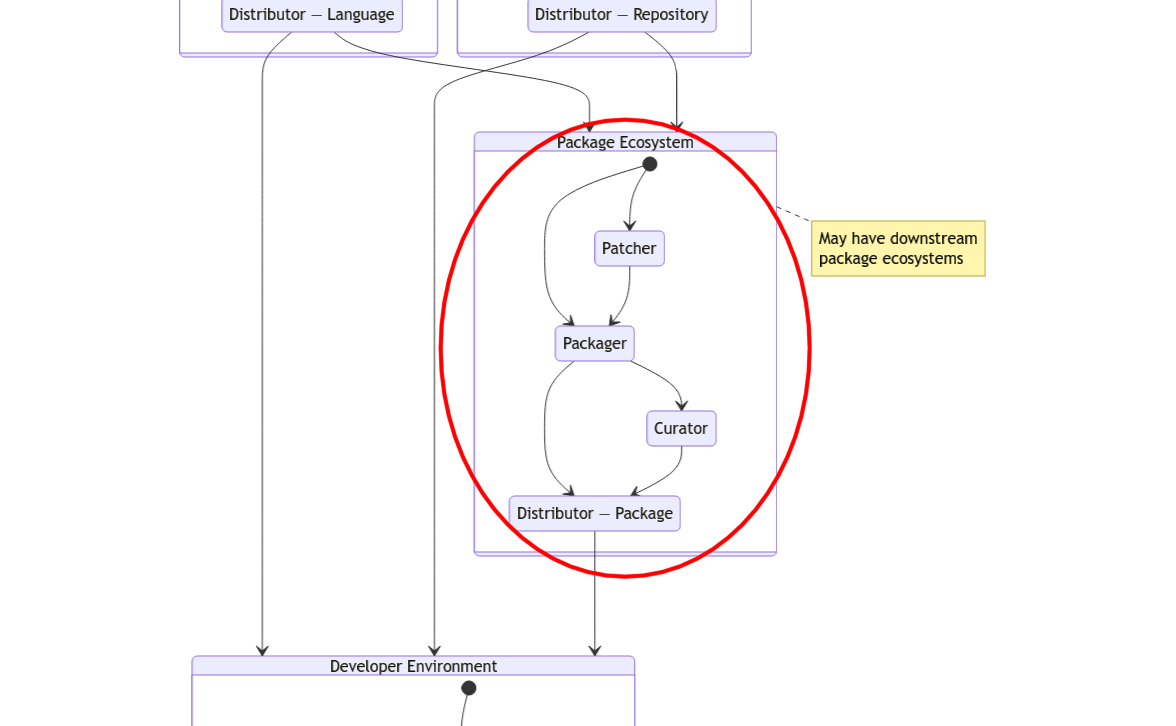 Distributor – Language
Distributor – Repository
Package Ecosystem
Patcher
May have downstream
package ecosystems
Packager
Curator
Distributor – Package
Developer Environment